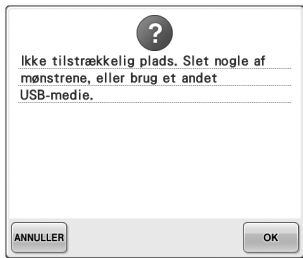 ?
Ikke tilstrækkelig plads. Slet nogle af
mønstrene, eller brug et andet
USB-medie.
ANNULLER
OK